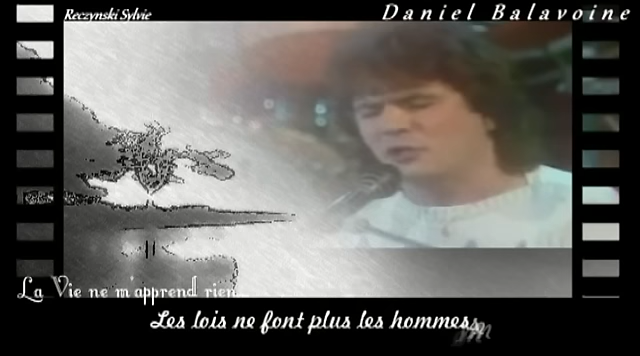 Reczynski Sylvie
Daniel Balavoine
La Vie ne m'apprend rien...
Les lois ne font plus les hommes